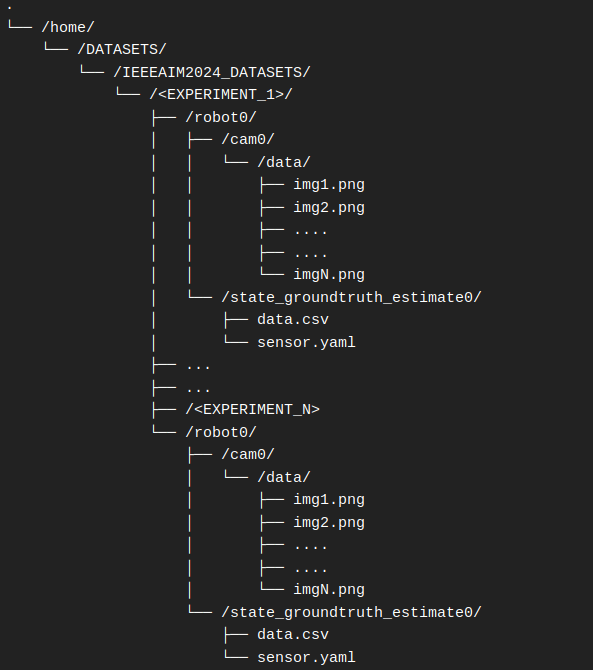 .
└── /home/
    └── /DATASETS/
        └── /IEEEAIM2024_DATASETS/
            └── /<EXPERIMENT_1>/
                ├── /robot0/
                │   ├── /cam0/
                │   │   └── /data/
                │   │       ├── img1.png
                │   │       ├── img2.png
                │   │       ├── ....
                │   │       ├── ....
                │   │       └── imgN.png
                │   └── /state_groundtruth_estimate0/
                │       ├── data.csv
                │       └── sensor.yaml
                ├── ...
                ├── ...
                ├── /<EXPERIMENT_N>
                └── /robot0/
                    ├── /cam0/
                    │   └── /data/
                    │       ├── img1.png
                    │       ├── img2.png
                    │       ├── ....
                    │       ├── ....
                    │       └── imgN.png
                    └── /state_groundtruth_estimate0/
                        ├── data.csv
                        └── sensor.yaml